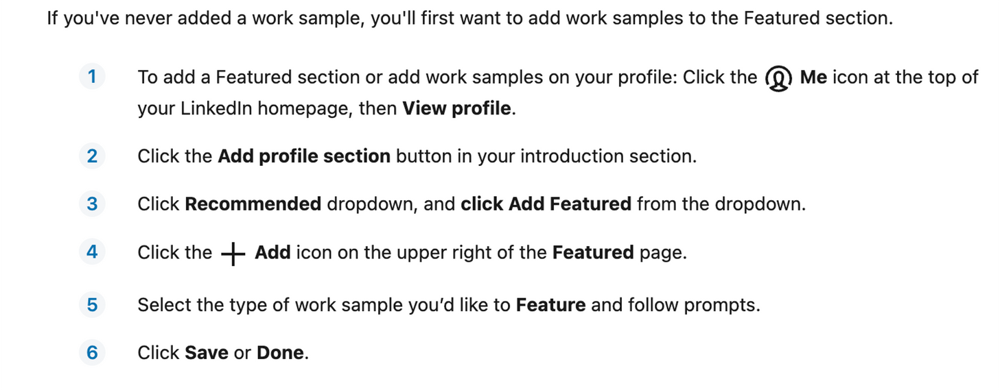 If you've never added a work sample, you'll first want to add work samples to the Featured section.
1 To add a Featured section or add work samples on your profile: Click the Me icon at the top of
your LinkedIn homepage, then View profile.
2 Click the Add profile section button in your introduction section.
3 Click Recommended dropdown, and click Add Featured from the dropdown.
4 Click the + Add icon on the upper right of the Featured page.
5 Select the type of work sample you’d like to Feature and follow prompts.
6 Click Save or Done.